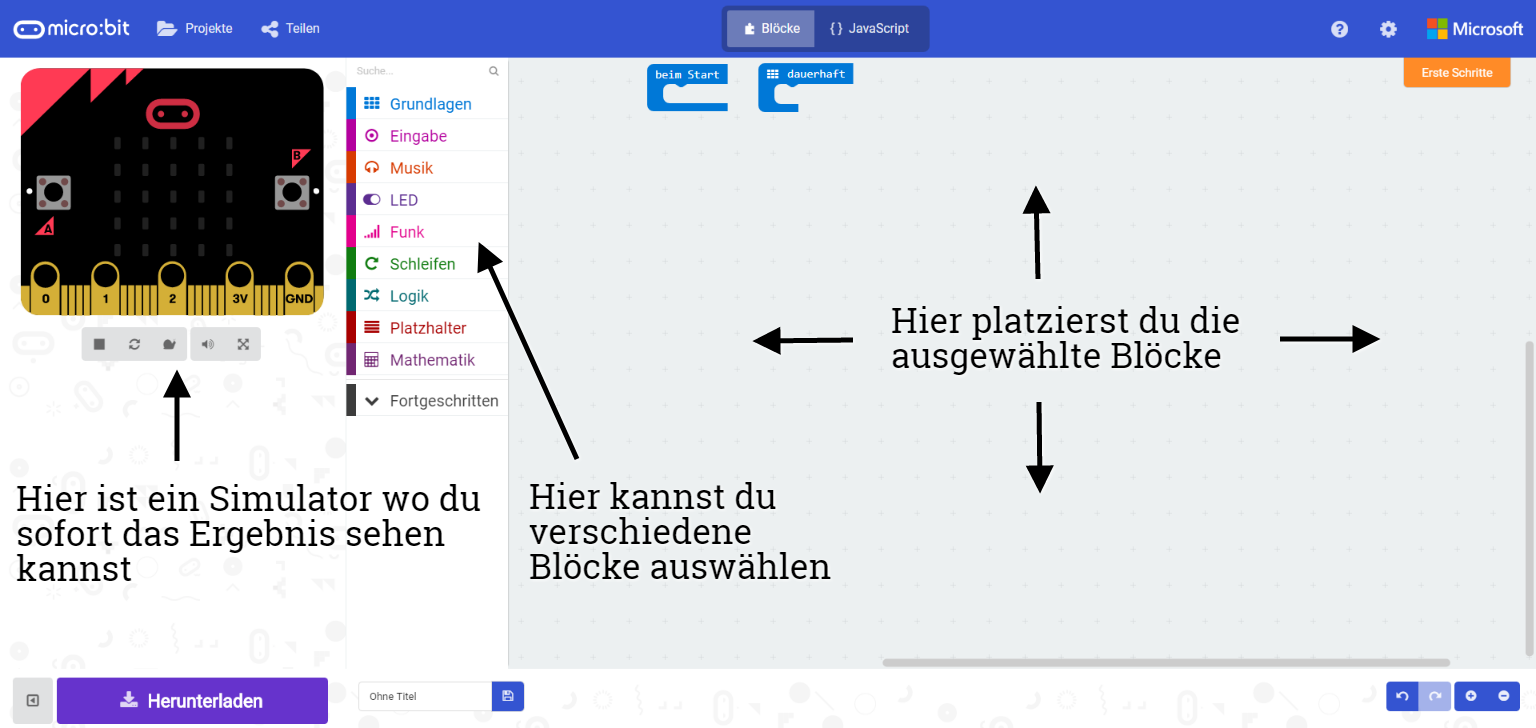 micro:bit
Projekte
Teilen
Blöcke
{} JavaScript
Microsoft
Suche...
beim Start
dauerhaft
Erste Schritte
Grundlagen
Eingabe
Musik
LED
Funk
Schleifen
Logik
Platzhalter
Mathematik
Fortgeschritten
B
A
0
1
2
3V
GND
Hier platzierst du die
ausgewählte Blöcke
Hier ist ein Simulator wo du
sofort das Ergebnis sehen
kannst
Hier kannst du
verschiedene
Blöcke auswählen
Herunterladen
Ohne Titel